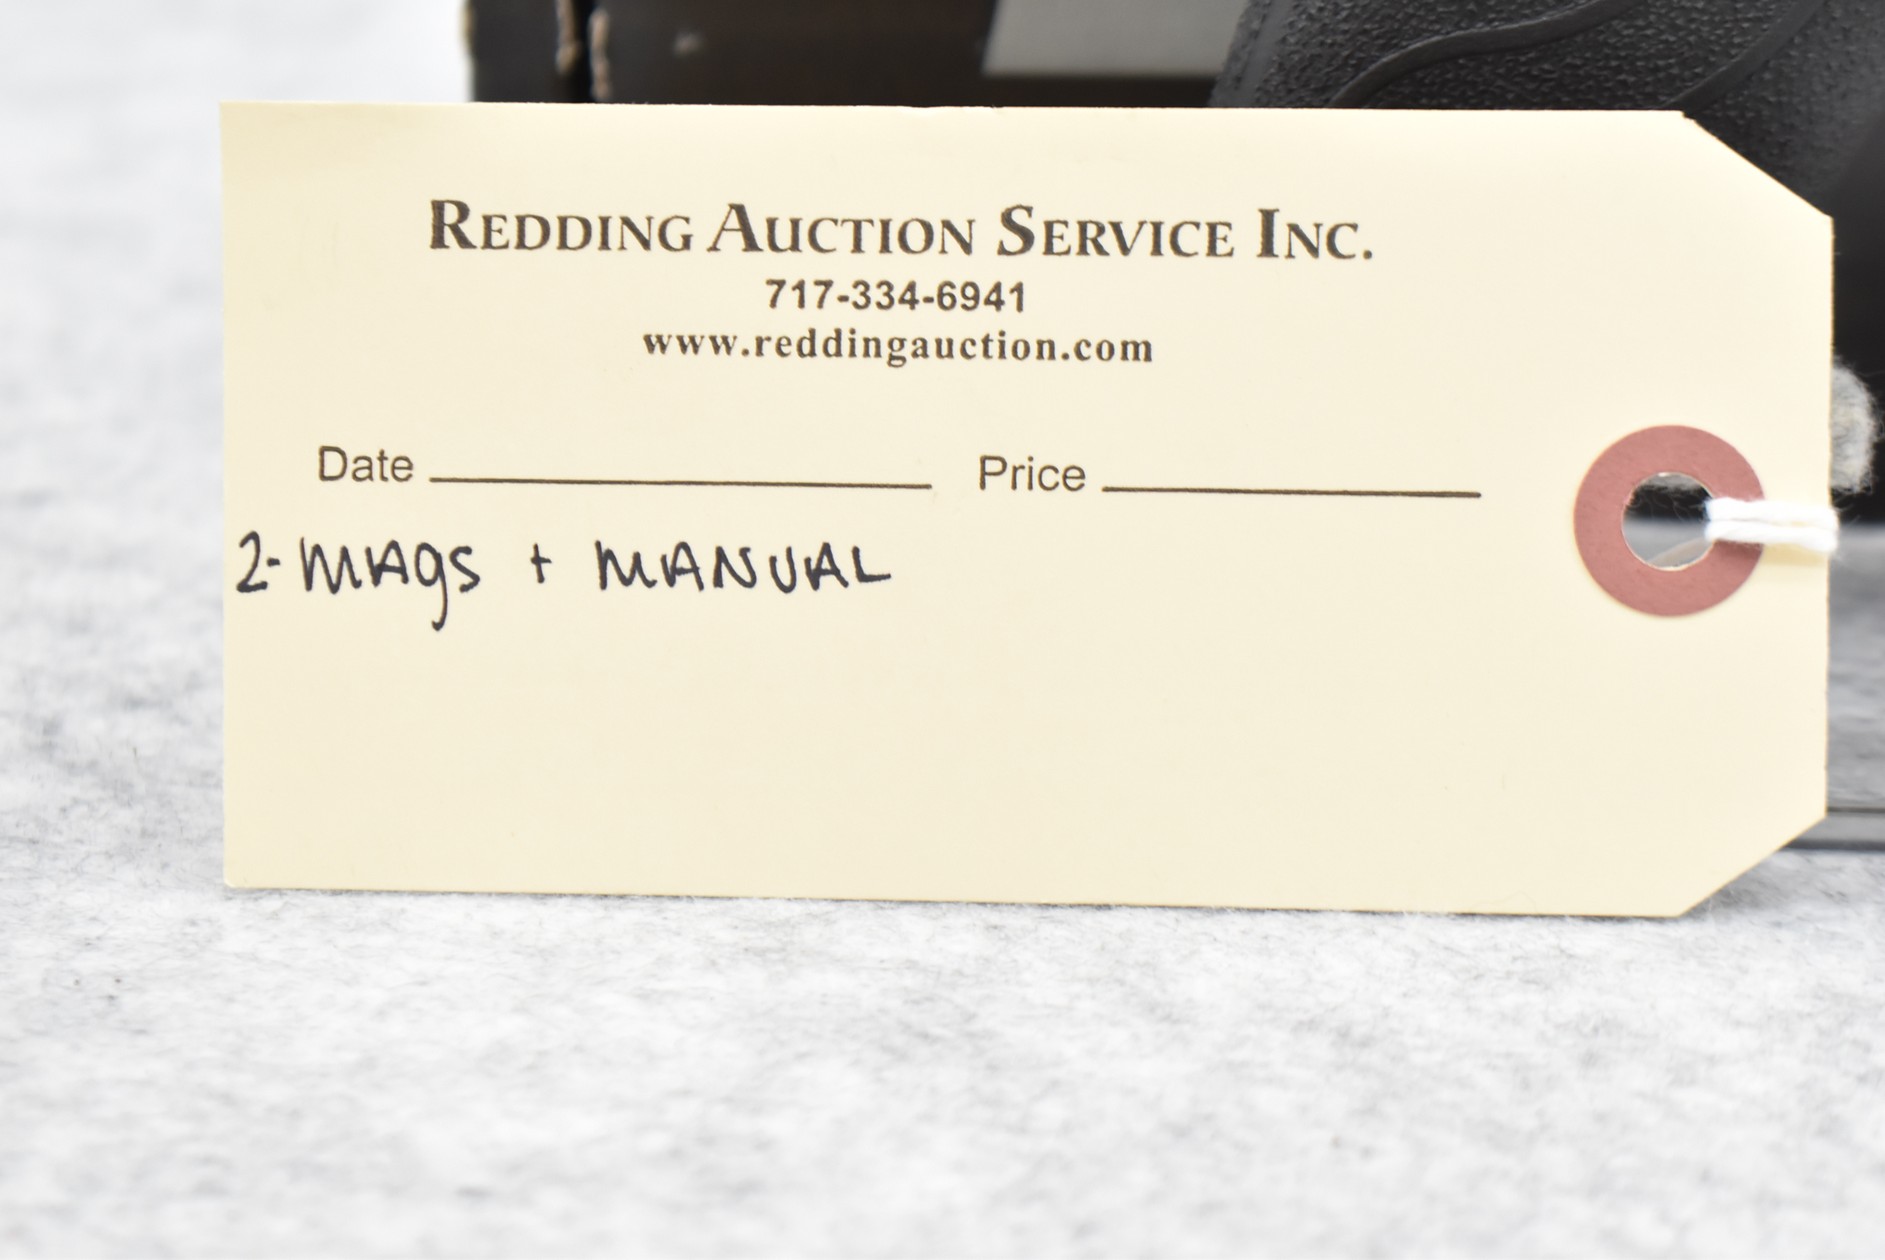 REDDING AUCTION SERVICE INC.
717-334-6941
www.reddingauction.com
Date Price
2-MAgS + MANUAL